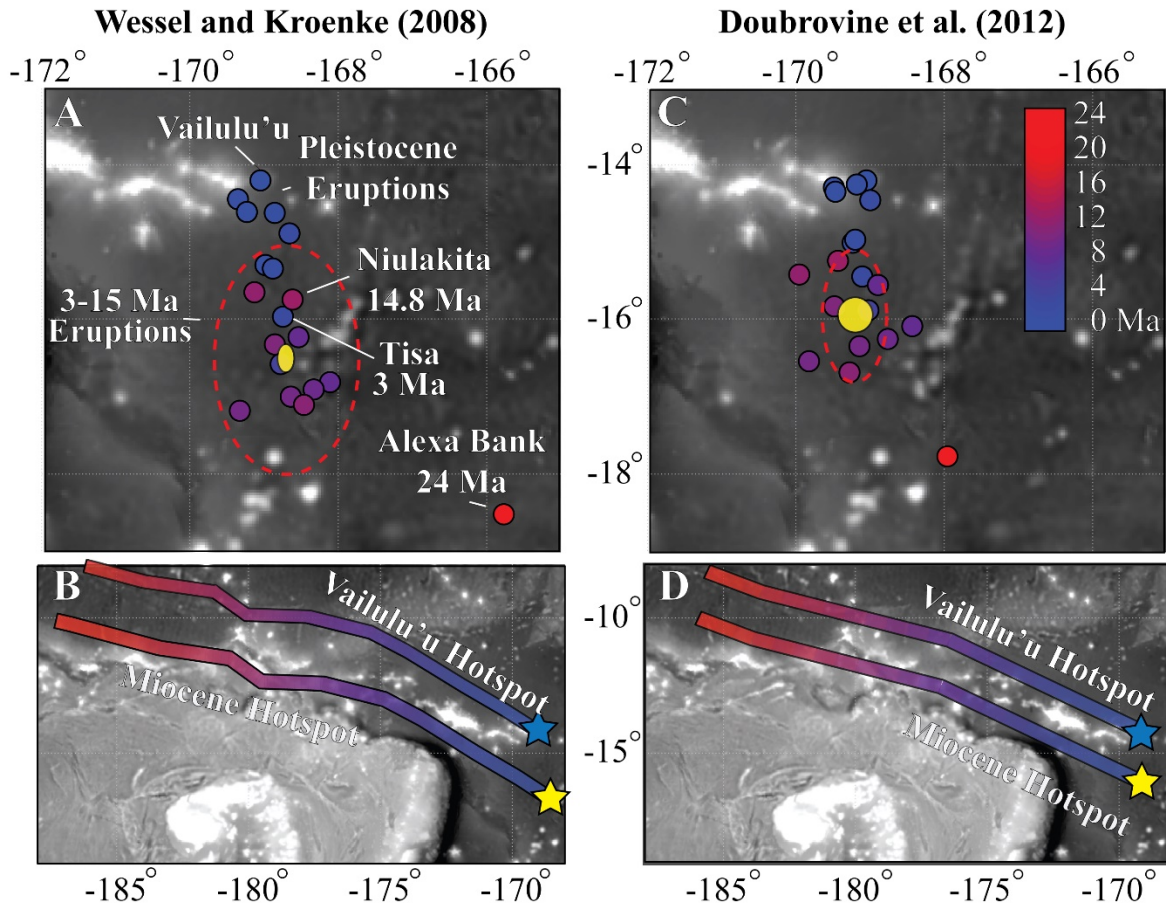 Wessel and Kroenke (2008)
Doubrovine et al. (2012)
-172° -170° -168° -166°
-172° -170° -168° -166°
A
Vailulu'u
Pleistocene
Eruptions
3-15 Ma
Eruptions
Niulakita
14.8 Ma
Tisa
3 Ma
Alexa Bank
24 Ma
-14°
-16°
-18°
C
24
20
16
12
8
4
0 Ma
B
Vailulu'u Hotspot
Miocene Hotspot
-10°
-15°
D
Vailulu'u Hotspot
Miocene Hotspot
-185° -180° -175° -170°
-185° -180° -175° -170°